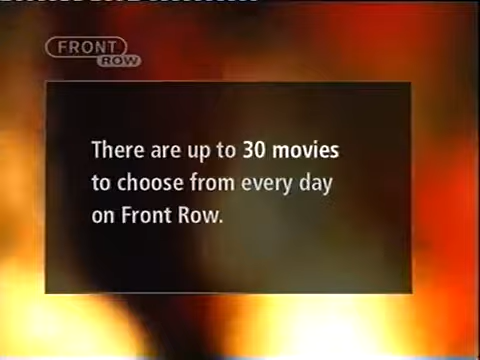 FRONT
ROW
There are up to 30 movies
to choose from every day
on Front Row.